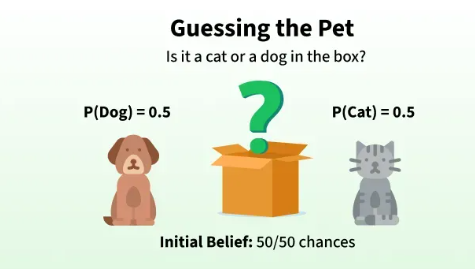 Guessing the Pet
Is it a cat or a dog in the box?
P(Dog) = 0.5
?
P(Cat) = 0.5
Initial Belief: 50/50 chances